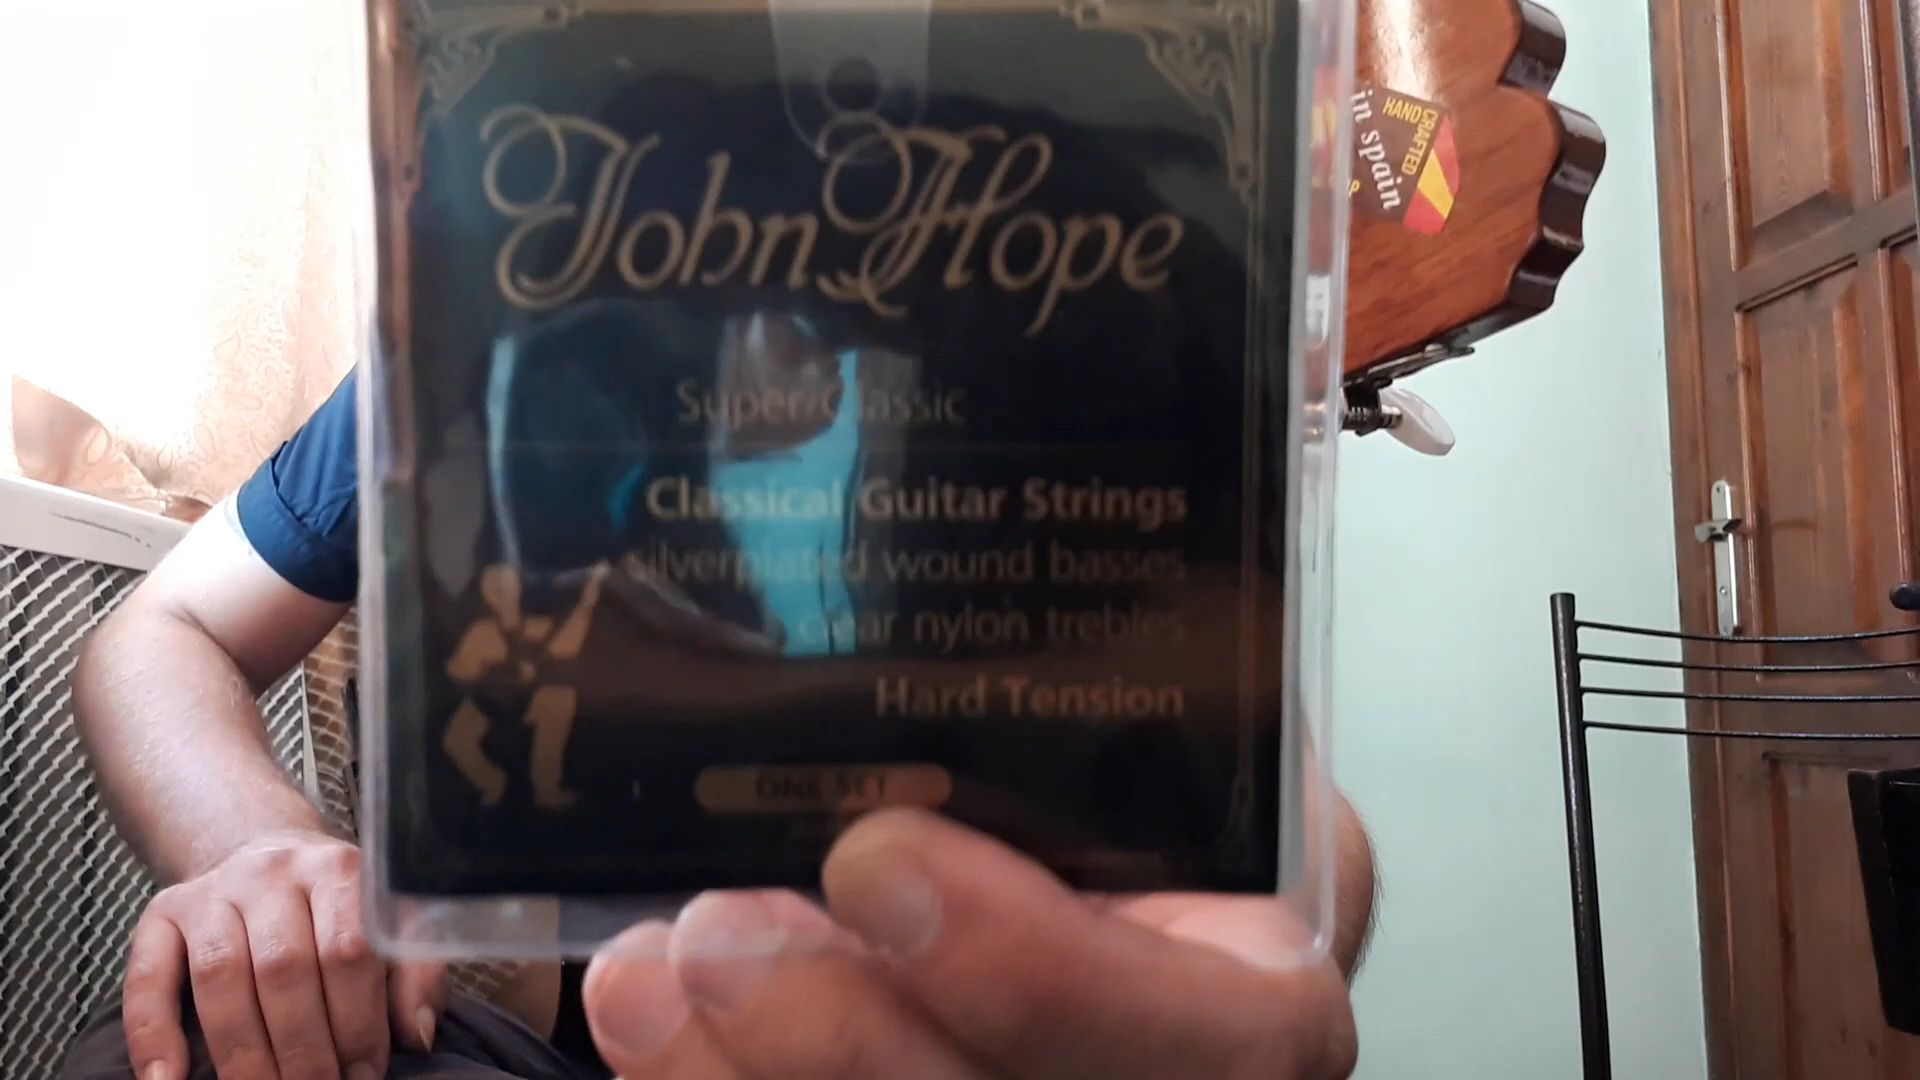 John Hope
Super-Classic
Classical Guitar Strings
silverplated wound basses
clear nylon trebles
Hard Tension
ONE SET
HAND CRAFTED
in spain